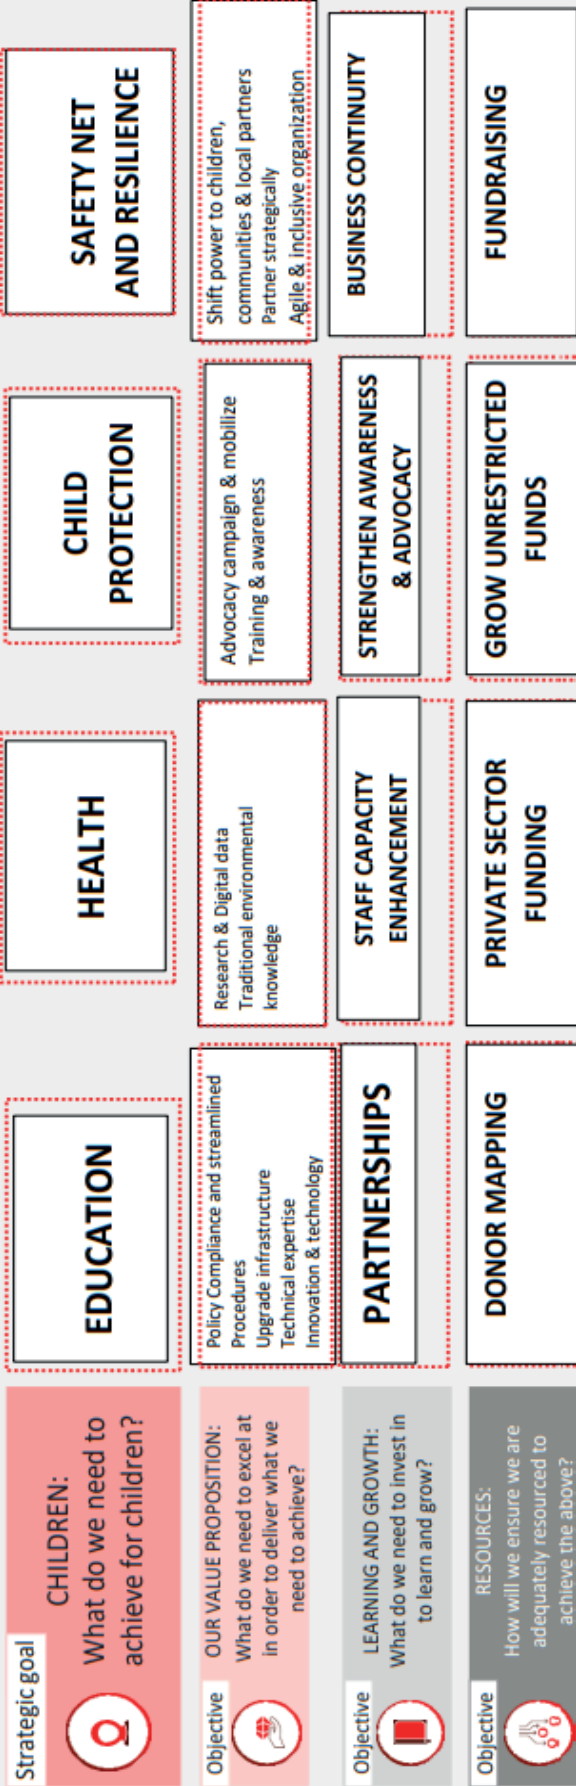 Strategic goal
CHILDREN:
What do we need to
achieve for children?
EDUCATION
HEALTH
CHILD
PROTECTION
SAFETY NET
AND RESILIENCE
Objective
OUR VALUE PROPOSITION:
What do we need to excel at
in order to deliver what we
need to achieve?
Policy Compliance and streamlined
Procedures
Upgrade infrastructure
Technical expertise
Innovation & technology
Research & Digital data
Traditional environmental
knowledge
Advocacy campaign & mobilize
Training & awareness
Shift power to children,
communities & local partners
Partner strategically
Agile & inclusive organization
Objective
LEARNING AND GROWTH:
What do we need to invest in
to learn and grow?
PARTNERSHIPS
STAFF CAPACITY
ENHANCEMENT
STRENGTHEN AWARENESS
& ADVOCACY
BUSINESS CONTINUITY
Objective
RESOURCES:
How will we ensure we are
adequately resourced to
achieve the above?
DONOR MAPPING
PRIVATE SECTOR
FUNDING
GROW UNRESTRICTED
FUNDS
FUNDRAISING